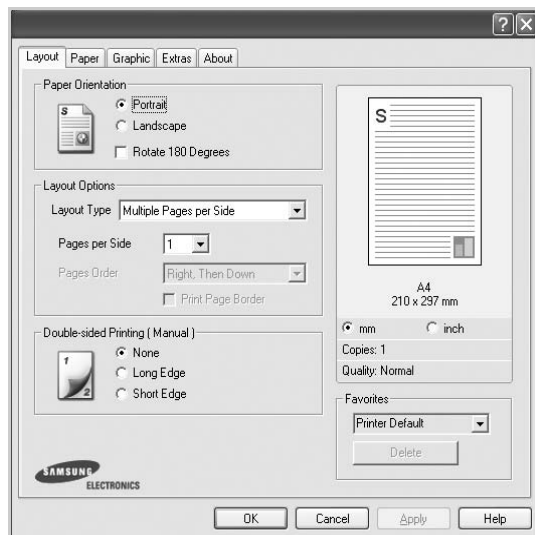 Layout Paper Graphic Extras About
Paper Orientation
S
Portrait
Landscape
Rotate 180 Degrees
Layout Options
Layout Type Multiple Pages per Side
Pages per Side 1
Pages Order Right, Then Down
Print Page Border
Double-sided Printing ( Manual )
1
2
None
Long Edge
Short Edge
SAMSUNG
ELECTRONICS
S
A4
210 x 297 mm
mm inch
Copies: 1
Quality: Normal
Favorites
Printer Default
Delete
OK Cancel Apply Help